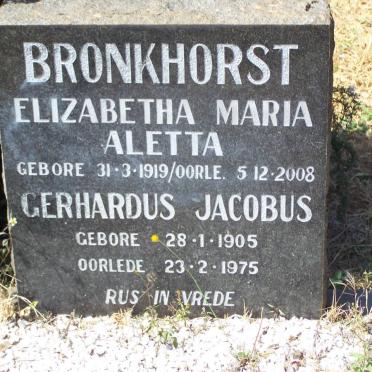 BRONKHORST
ELIZABETHA MARIA
ALETTA
GEBORE 31·3·1919/OORLE. 5·12·2008
GERHARDUS JACOBUS
GEBORE 28·1·1905
OORLEDE 23·2·1975
RUS IN VREDE